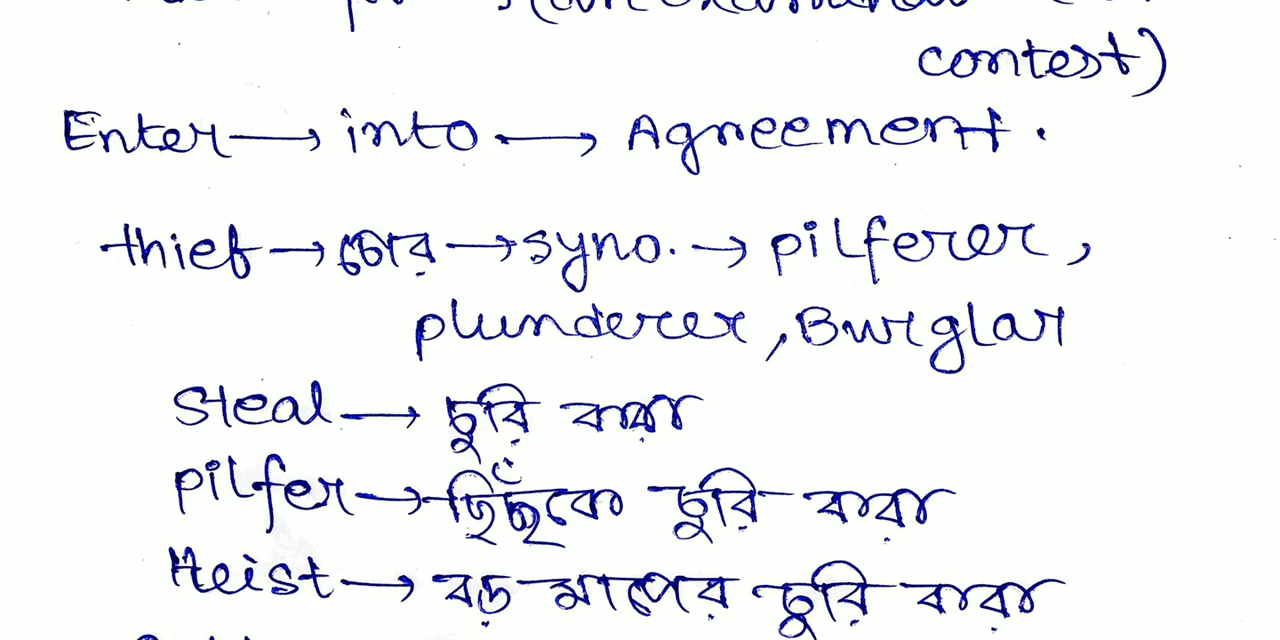 contest)
Enter → into → Agreement.
thief → চোর → syno. → pilferer,
plunderer, Burglar
Steal → চুরি করা
pilfer → ছিঁচকে চুরি করা
Heist → বড় মাপের চুরি করা